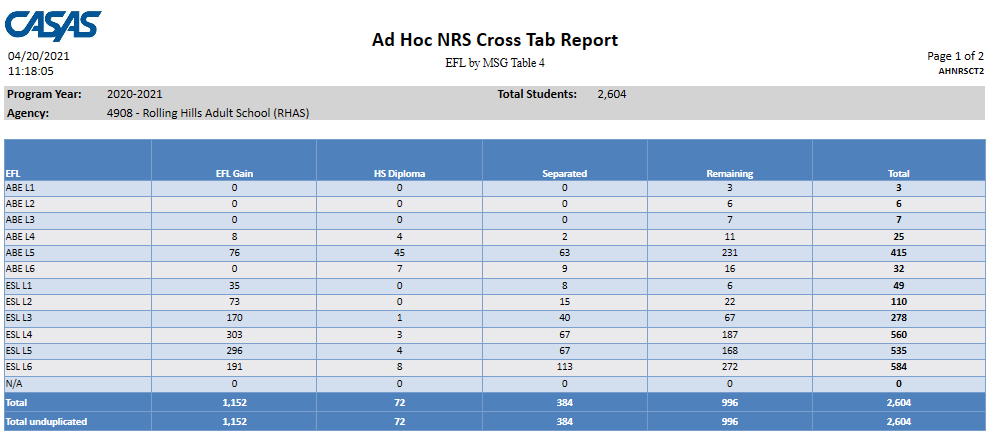 CASAS
Ad Hoc NRS Cross Tab Report
04/20/2021 EFL by MSG Table 4 Page 1 of 2
11:18:05 AHNRSCT2
Program Year: 2020-2021 Total Students: 2,604
Agency: 4908 - Rolling Hills Adult School (RHAS)
EFL EFL Gain HS Diploma Separated Remaining Total
ABE L1 0 0 0 3 3
ABE L2 0 0 0 6 6
ABE L3 0 0 0 7 7
ABE L4 8 4 2 11 25
ABE L5 76 45 63 231 415
ABE L6 0 7 9 16 32
ESL L1 35 0 8 6 49
ESL L2 73 0 15 22 110
ESL L3 170 1 40 67 278
ESL L4 303 3 67 187 560
ESL L5 296 4 67 168 535
ESL L6 191 8 113 272 584
N/A 0 0 0 0 0
Total 1,152 72 384 996 2,604
Total unduplicated 1,152 72 384 996 2,604